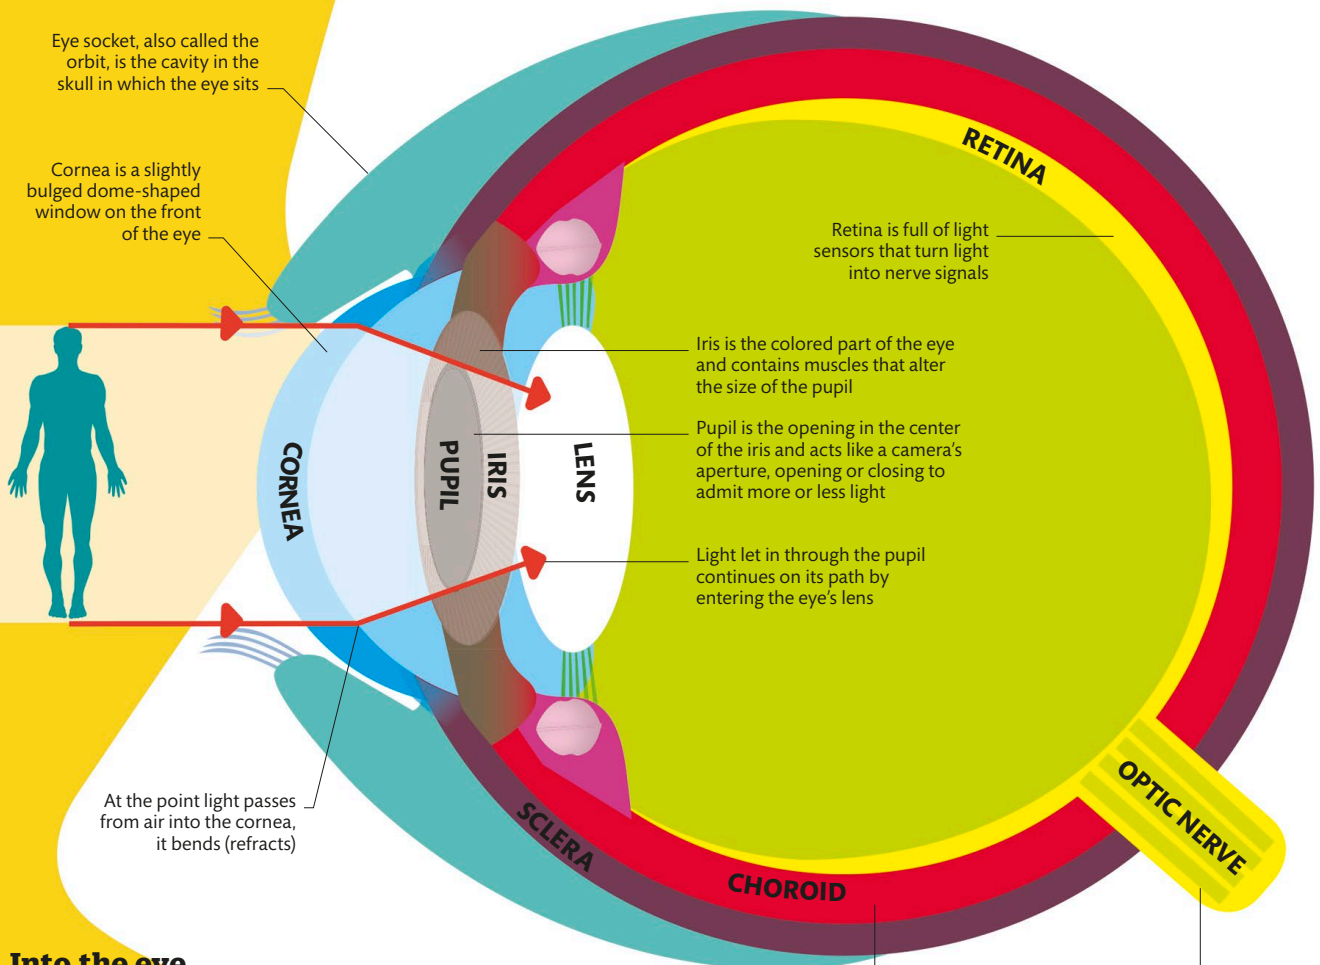 Eye socket, also called the
orbit, is the cavity in the
skull in which the eye sits
Cornea is a slightly
bulged dome-shaped
window on the front
of the eye
RETINA
Retina is full of light
sensors that turn light
into nerve signals
Iris is the colored part of the eye
and contains muscles that alter
the size of the pupil
Pupil is the opening in the center
of the iris and acts like a camera's
aperture, opening or closing to
admit more or less light
CORNEA
PUPIL
IRIS
LENS
Light let in through the pupil
continues on its path by
entering the eye's lens
At the point light passes
from air into the cornea,
it bends (refracts)
SCLERA
CHOROID
OPTIC NERVE
Into the eye